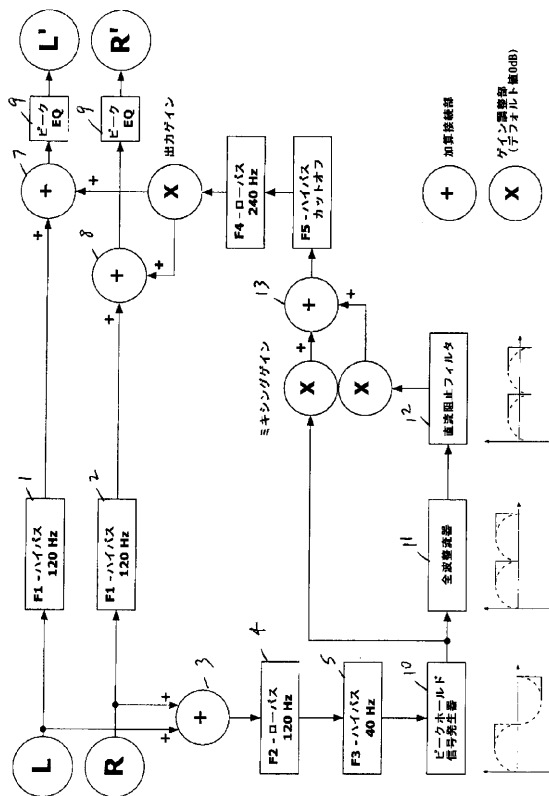 L
R
1
F1 - ハイパス
120 Hz
2
F1 - ハイパス
120 Hz
+
+
3
+
4
F2 - ローパス
120 Hz
5
F3 - ハイパス
40 Hz
10
ピークホールド
信号発生器
11
全波整流器
12
直流阻止フィルタ
ミキシングゲイン
X
X
+
+
13
+
F5 - ハイパス
カットオフ
F4 - ローパス
240 Hz
X
出力ゲイン
+
+
7
+
+
+
8
+
9
ピーク
EQ
9
ピーク
EQ
L'
R'
+
加算接続部
X
ゲイン調整部
(デフォルト値0dB)